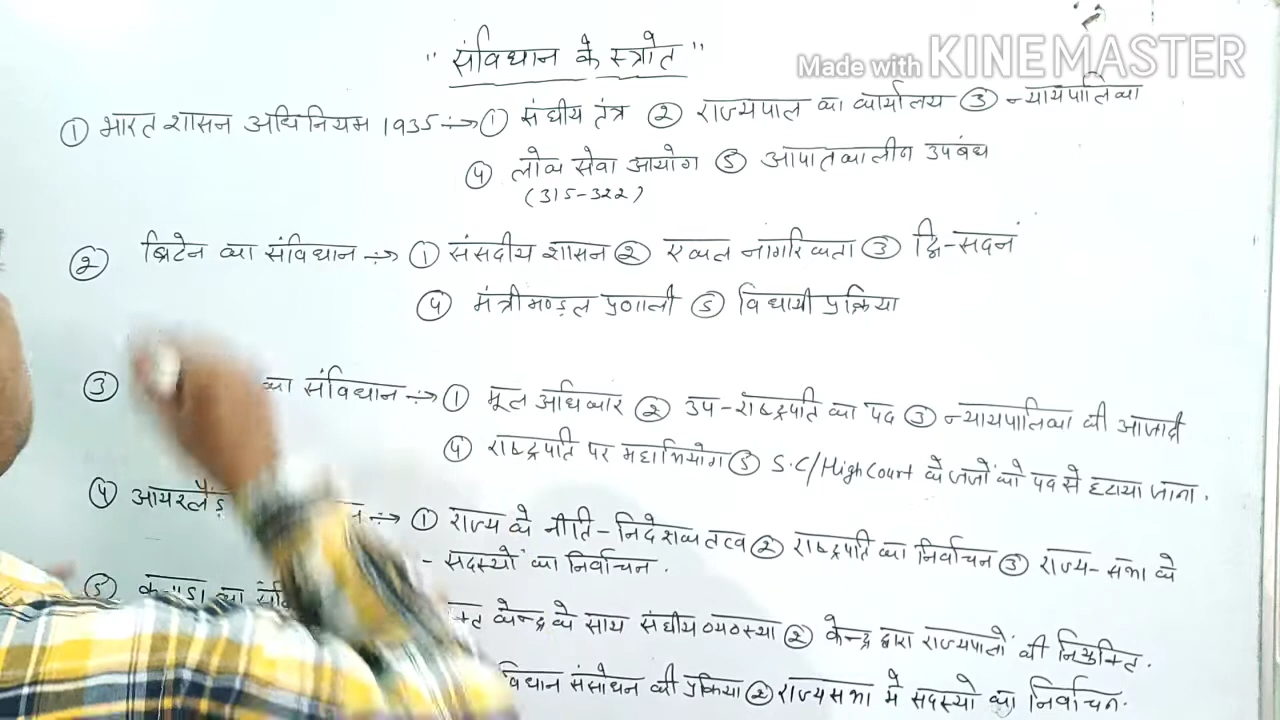 Made with KINEMASTER
" संविधान के स्त्रोत "
① भारत शासन अधिनियम 1935 → ① संघीय तंत्र ② राज्यपाल का कार्यालय ③ न्यायपालिका
④ लोक सेवा आयोग ⑤ आपातकालीन उपबंध
(315-322)
② ब्रिटेन का संविधान → ① संसदीय शासन ② एकल नागरिकता ③ द्वि-सदनं
④ मंत्रीमण्ड़ल प्रणाली ⑤ विधायी प्रक्रिया
③ का संविधान → ① मूल अधिकार ② उप-राष्ट्रपति का पद ③ न्यायपालिका की आजादी
④ राष्ट्रपति पर महाभियोग ⑤ S.C/High Court के जजों को पद से हटाया जाना.
④ आयरलैंड़ → ① राज्य के नीति-निदेशक तत्व ② राष्ट्रपति का निर्वाचन ③ राज्य-सभा के
- सदस्यों का निर्वाचन.
⑤ का केन्द्र के साथ संघीय व्यवस्था ② केन्द्र द्वारा राज्यपालों की नियुक्ति.
संसोधन की प्रक्रिया ② राज्यसभा मे सदस्यो का निर्वाचन.